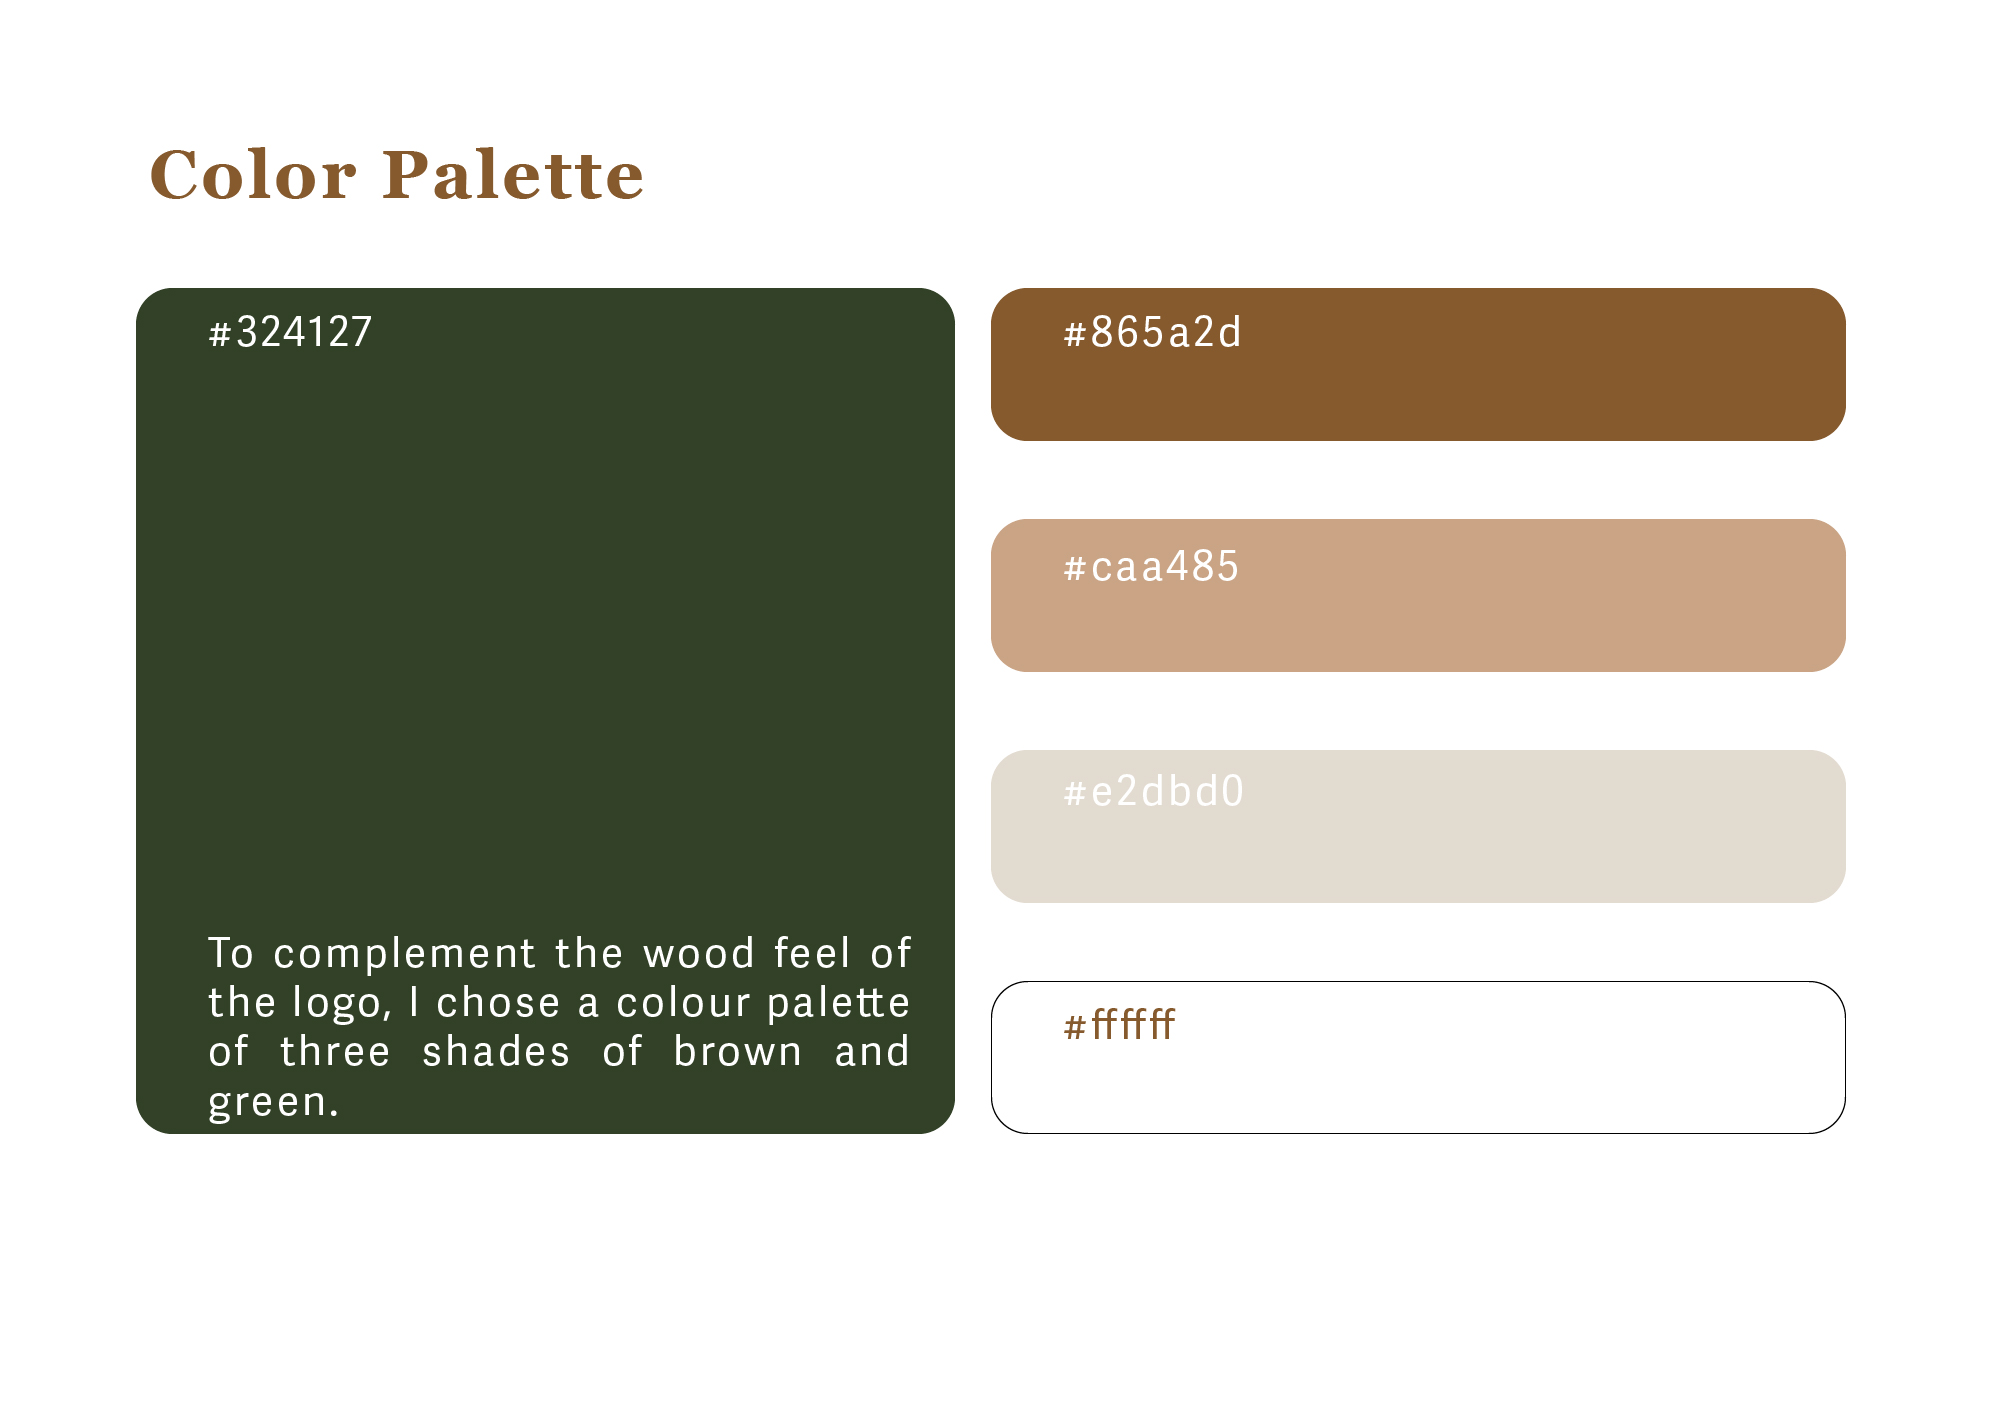 Color Palette
#324127
#865a2d
#caa485
#e2dbd0
To complement the wood feel of
the logo, I chose a colour palette
of three shades of brown and
green.
#ffffff